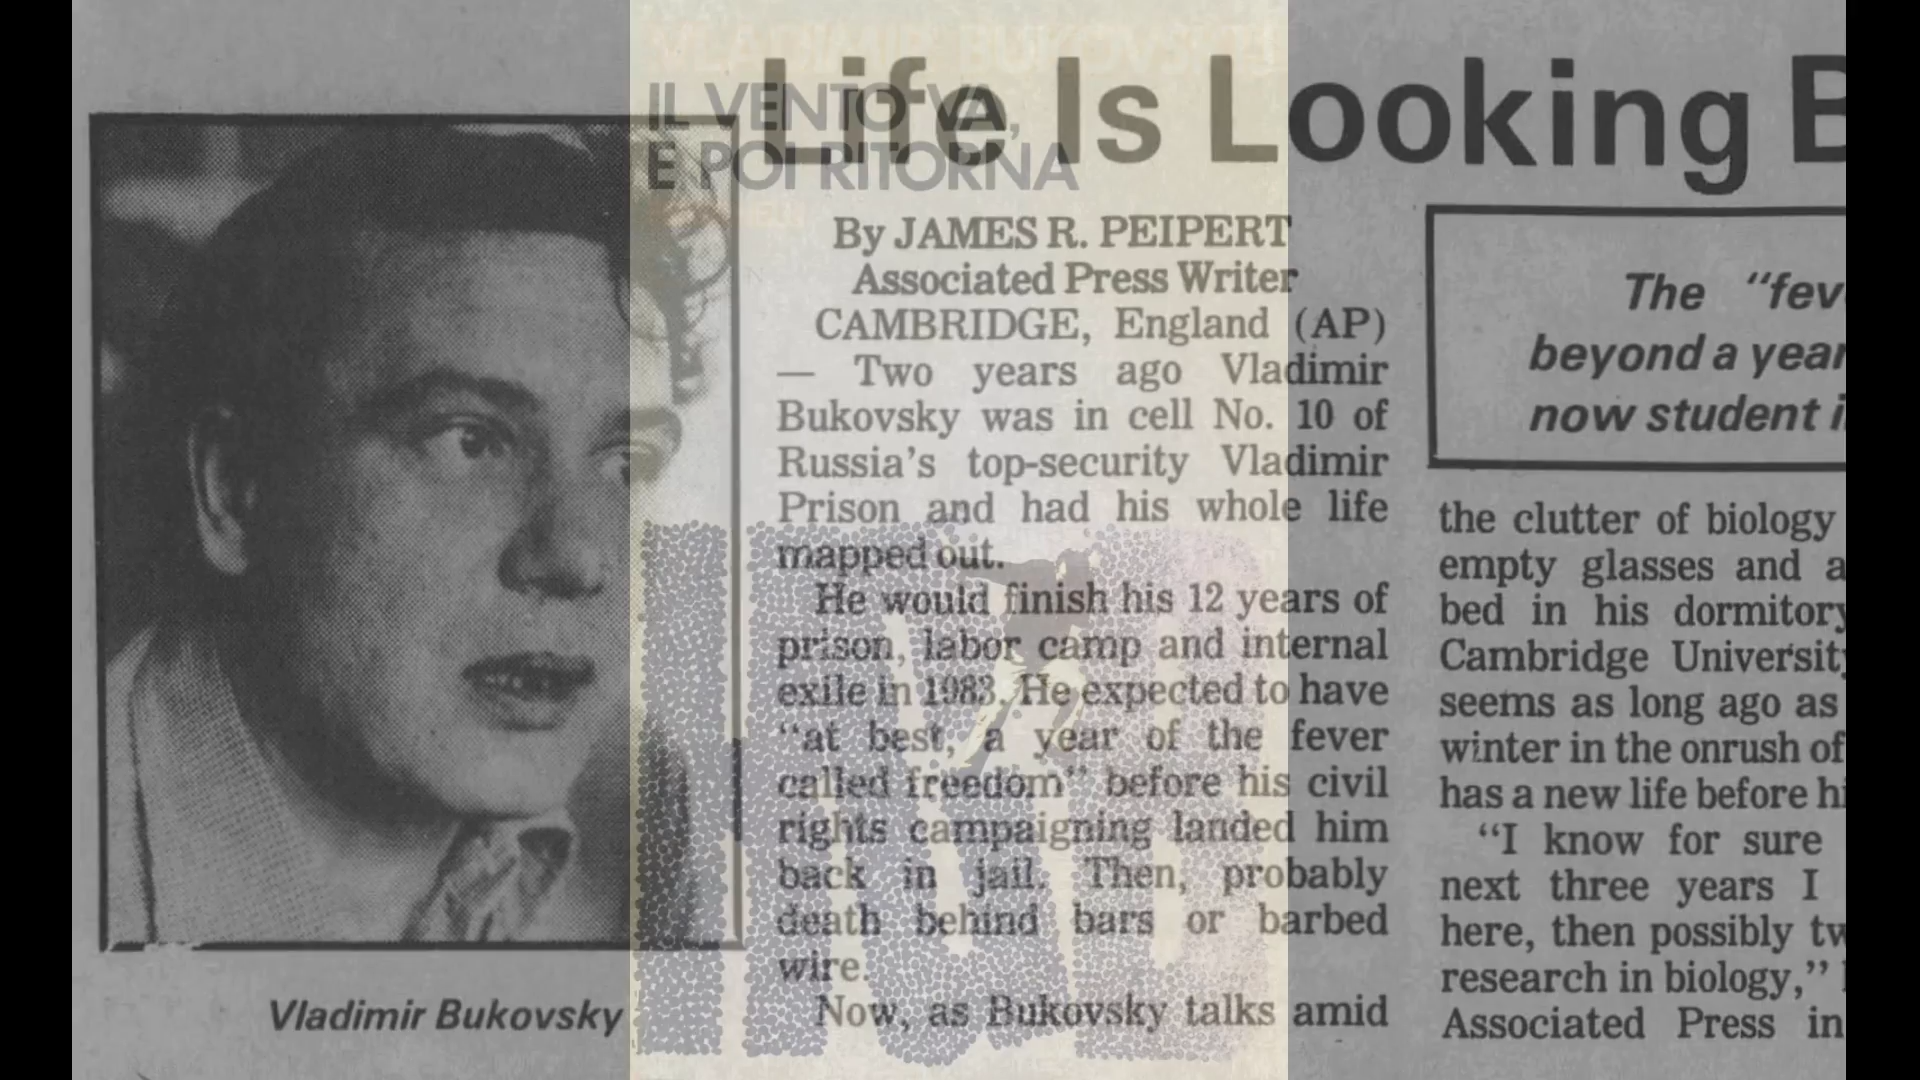 VLADIMIR BUKOVSKIJ
IL VENTO VA,
E POI RITORNA
Life Is Looking B
By JAMES R. PEIPERT
Associated Press Writer
CAMBRIDGE, England (AP)
— Two years ago Vladimir
Bukovsky was in cell No. 10 of
Russia's top-security Vladimir
Prison and had his whole life
mapped out.
He would finish his 12 years of
prison, labor camp and internal
exile in 1983. He expected to have
"at best, a year of the fever
called freedom" before his civil
rights campaigning landed him
back in jail. Then, probably
death behind bars or barbed
wire.
Now, as Bukovsky talks amid
The "fev
beyond a year
now student i
the clutter of biology
empty glasses and a
bed in his dormitory
Cambridge University
seems as long ago as
winter in the onrush of
has a new life before hi
"I know for sure
next three years I
here, then possibly tw
research in biology,"
Associated Press in
Vladimir Bukovsky